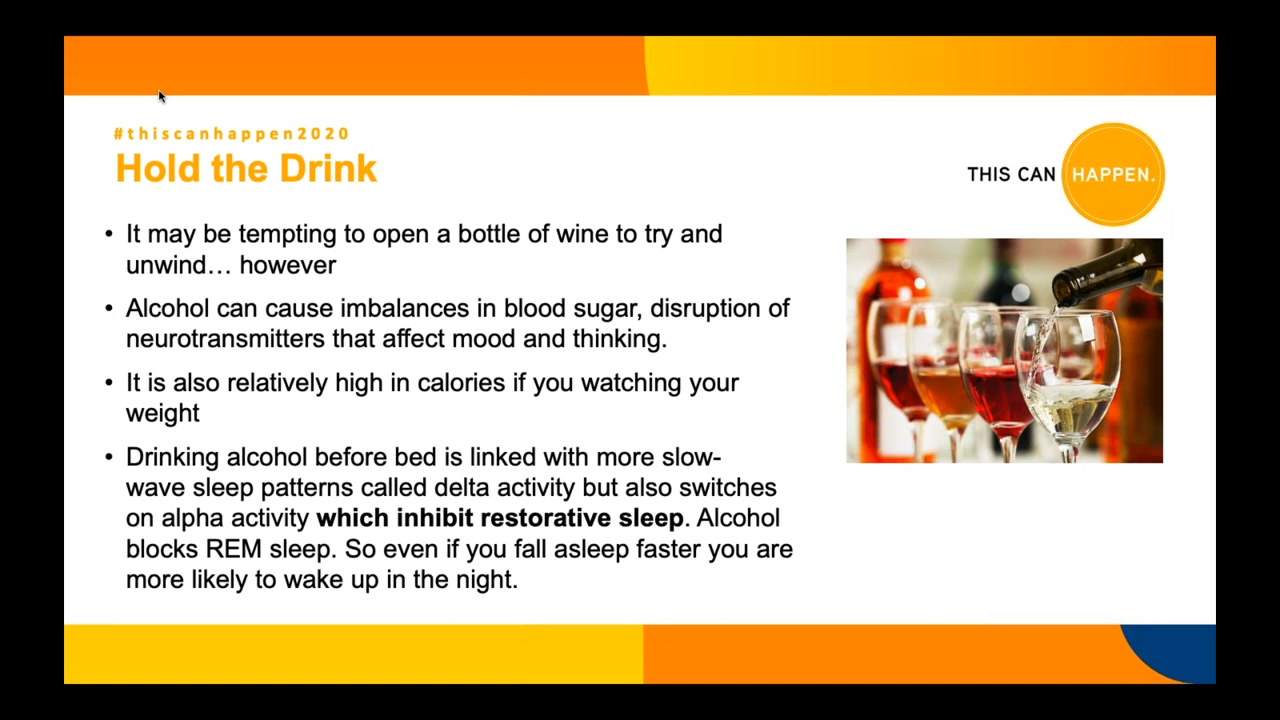 #thiscanhappen2020
Hold the Drink
THIS CAN HAPPEN.
• It may be tempting to open a bottle of wine to try and
unwind… however
• Alcohol can cause imbalances in blood sugar, disruption of
neurotransmitters that affect mood and thinking.
• It is also relatively high in calories if you watching your
weight
• Drinking alcohol before bed is linked with more slow-
wave sleep patterns called delta activity but also switches
on alpha activity which inhibit restorative sleep. Alcohol
blocks REM sleep. So even if you fall asleep faster you are
more likely to wake up in the night.